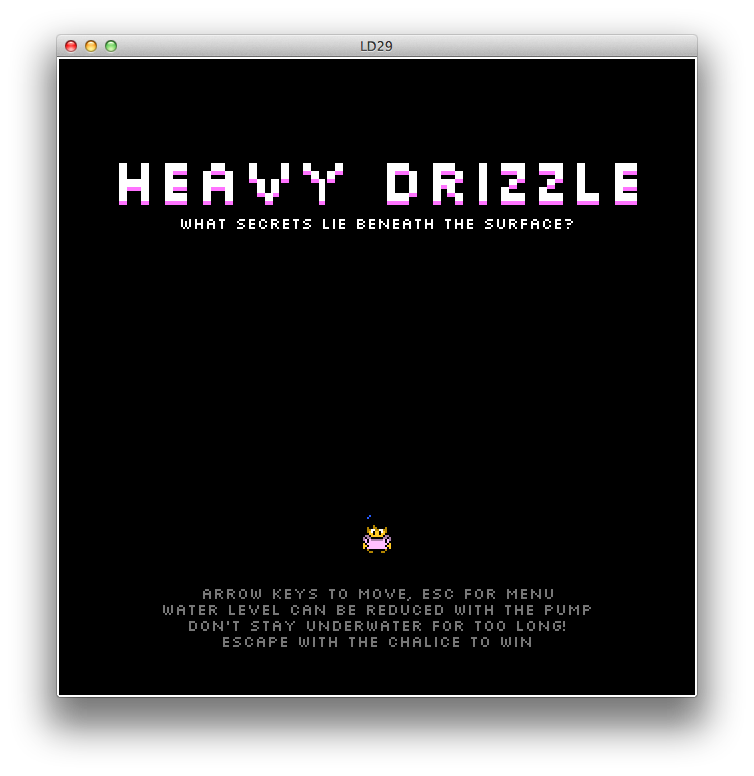 LD29
HEAVY DRIZZLE
WHAT SECRETS LIE BENEATH THE SURFACE?
ARROW KEYS TO MOVE, ESC FOR MENU
WATER LEVEL CAN BE REDUCED WITH THE PUMP
DON'T STAY UNDERWATER FOR TOO LONG!
ESCAPE WITH THE CHALICE TO WIN